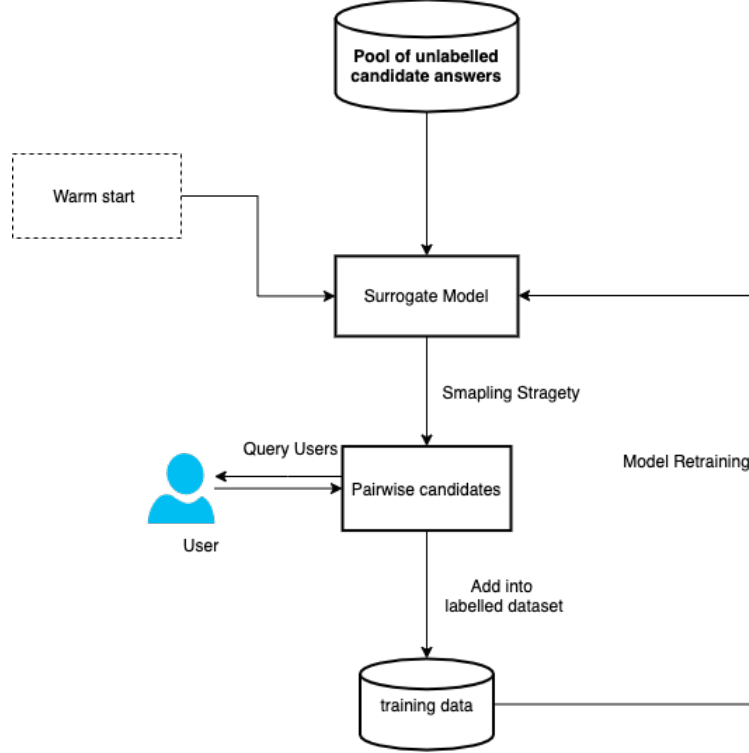 Pool of unlabelled
candidate answers
Warm start
Surrogate Model
Smapling Stragety
Query Users
Pairwise candidates
Model Retraining
User
Add into
labelled dataset
training data